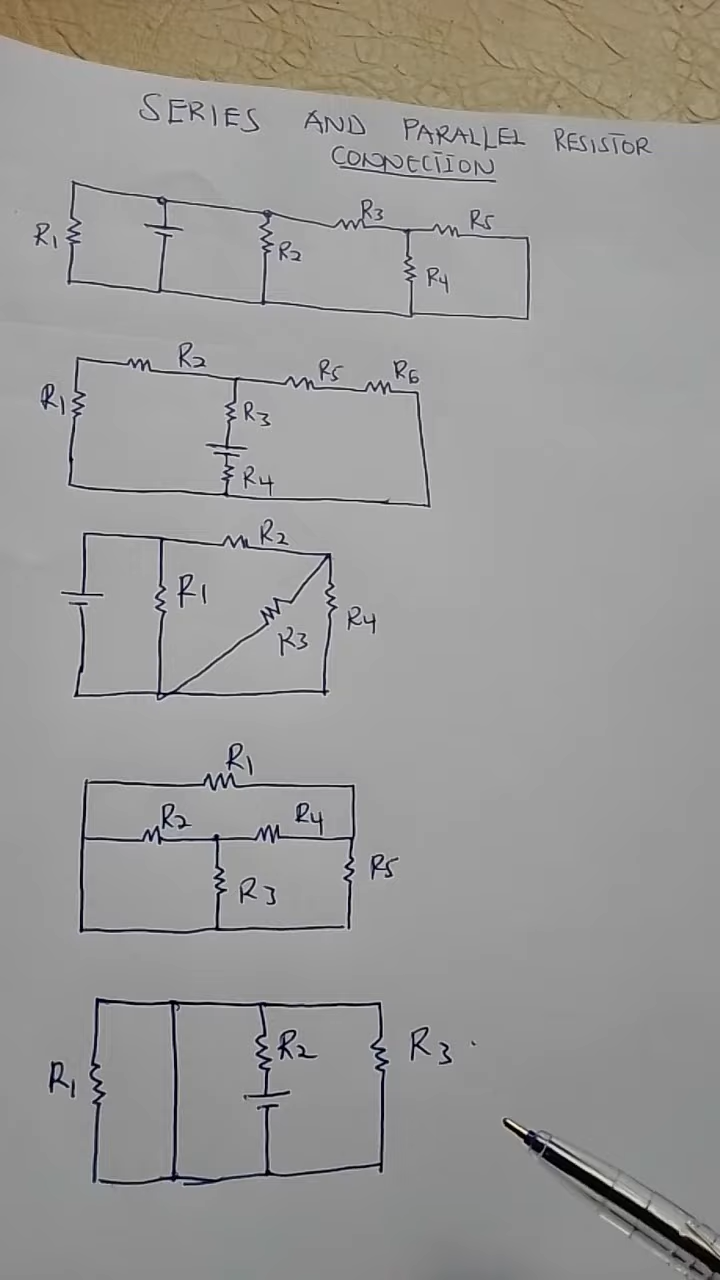 SERIES AND PARALLEL RESISTOR
CONNECTION
R3 R5
R1 R2 R4
R2 R5 R6
R1 R3
R4
R2
R1 R3 R4
R1
R2 R4
R3 R5
R1 R2 R3